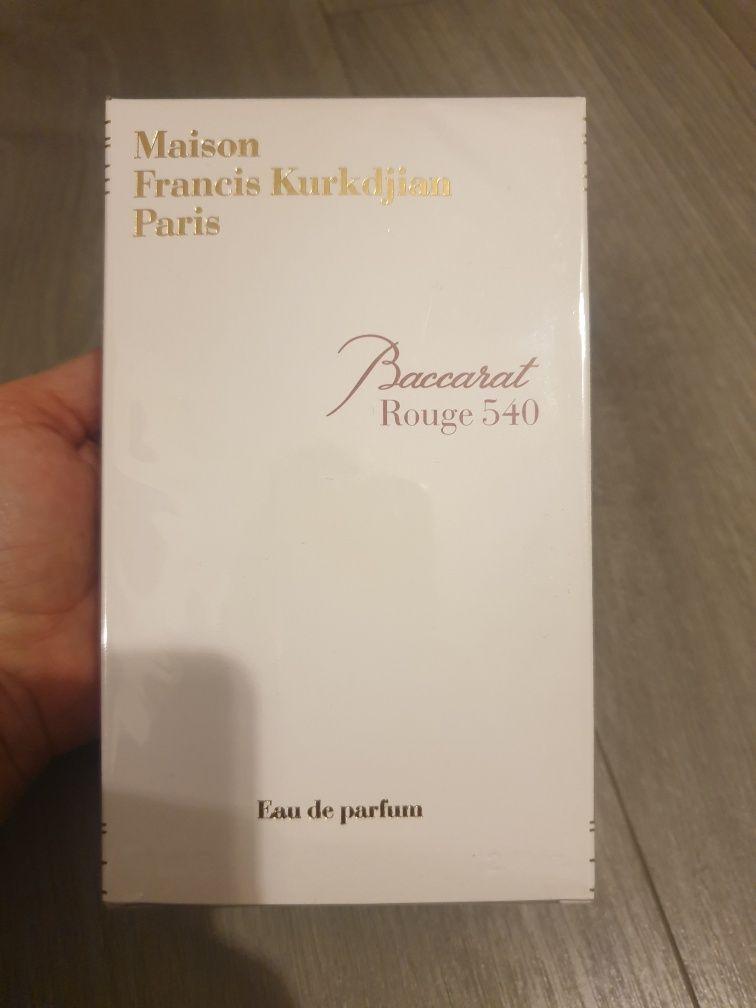 Maison
Francis Kurkdjian
Paris
Baccarat
Rouge 540
Eau de parfum